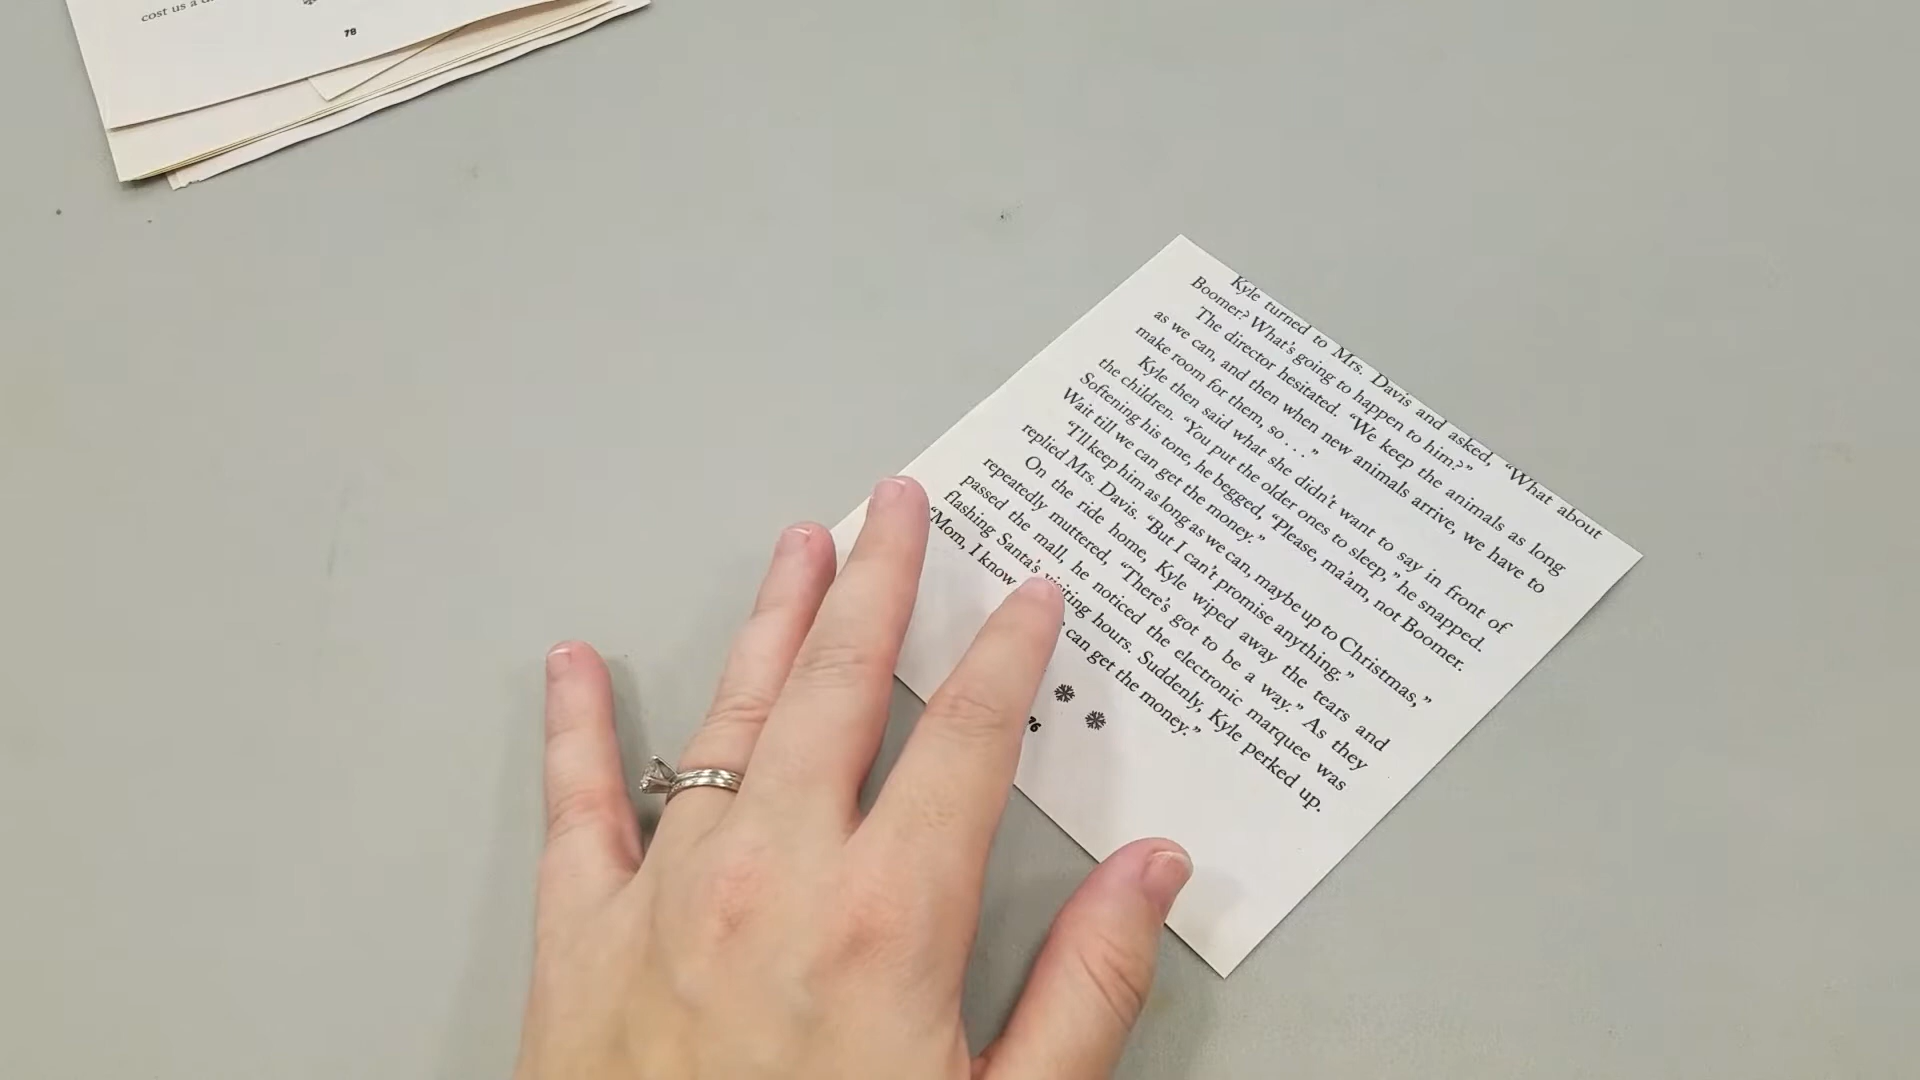 cost us a
78
Kyle turned to Mrs. Davis and asked, “What about
Boomer? What's going to happen to him?”
The director hesitated. “We keep the animals as long
as we can, and then when new animals arrive, we have to
make room for them, so . . .”
Kyle then said what she didn't want to say in front of
the children. “You put the older ones to sleep,” he snapped.
Softening his tone, he begged, “Please, ma'am, not Boomer.
Wait till we can get the money.”
“I'll keep him as long as we can, maybe up to Christmas,”
replied Mrs. Davis. “But I can't promise anything.”
On the ride home, Kyle wiped away the tears and
repeatedly muttered, “There's got to be a way.” As they
passed the mall, he noticed the electronic marquee was
flashing Santa's visiting hours. Suddenly, Kyle perked up.
“Mom, I know can get the money.”
76